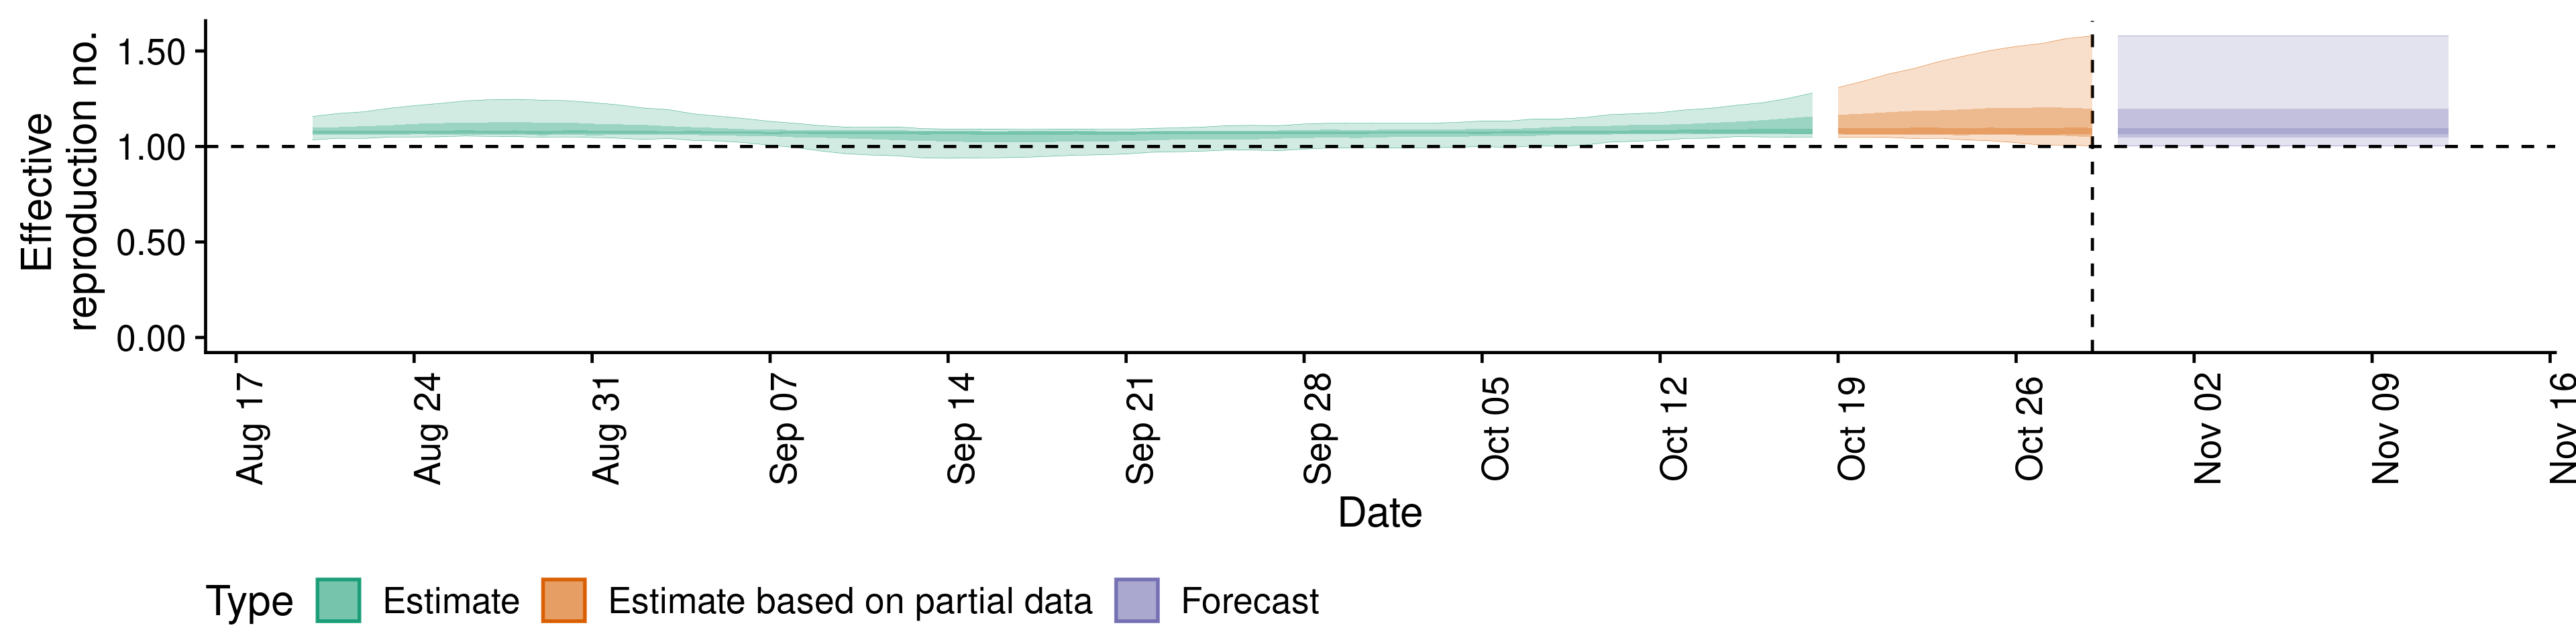 Effective
reproduction no.
1.50
1.00
0.50
0.00
Aug 17
Aug 24
Aug 31
Sep 07
Sep 14
Sep 21
Sep 28
Oct 05
Oct 12
Oct 19
Oct 26
Nov 02
Nov 09
Nov 16
Date
Type Estimate Estimate based on partial data Forecast